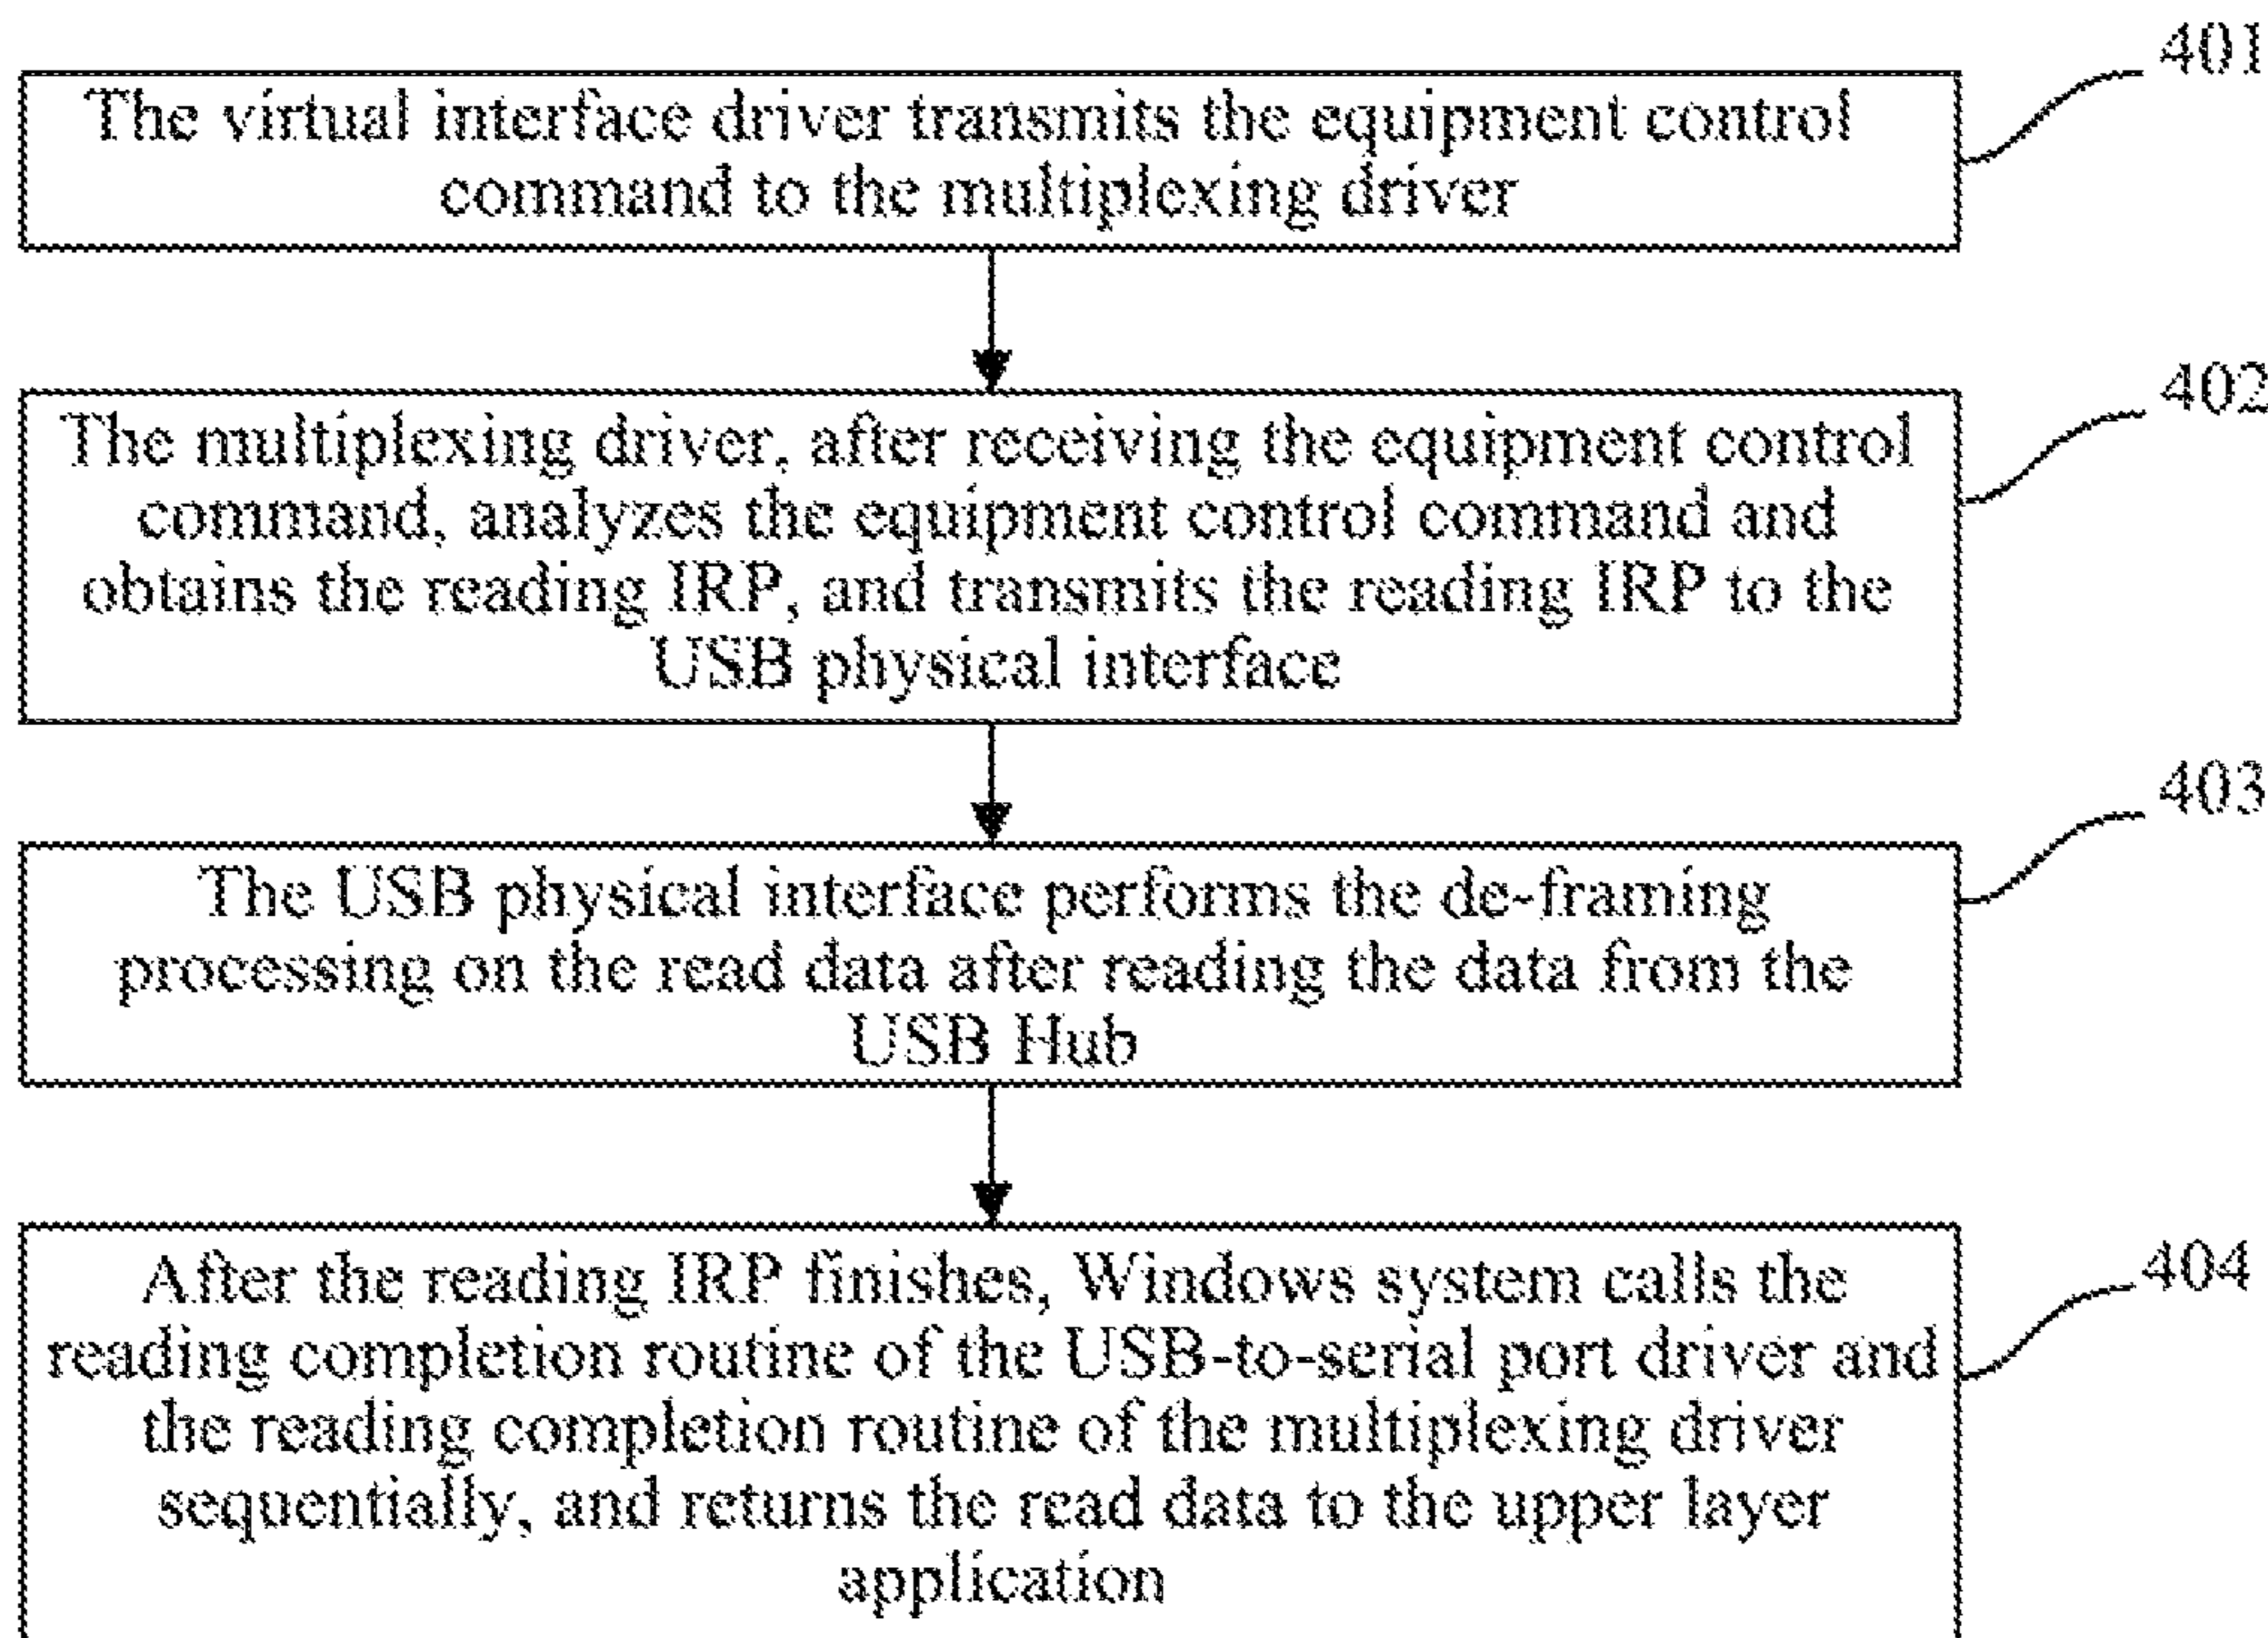 401
The virtual interface driver transmits the equipment control
command to the multiplexing driver
402
The multiplexing driver, after receiving the equipment control
command, analyzes the equipment control command and
obtains the reading IRP, and transmits the reading IRP to the
USB physical interface
403
The USB physical interface performs the de-framing
processing on the read data after reading the data from the
USB Hub
404
After the reading IRP finishes, Windows system calls the
reading completion routine of the USB-to-serial port driver and
the reading completion routine of the multiplexing driver
sequentially, and returns the read data to the upper layer
application